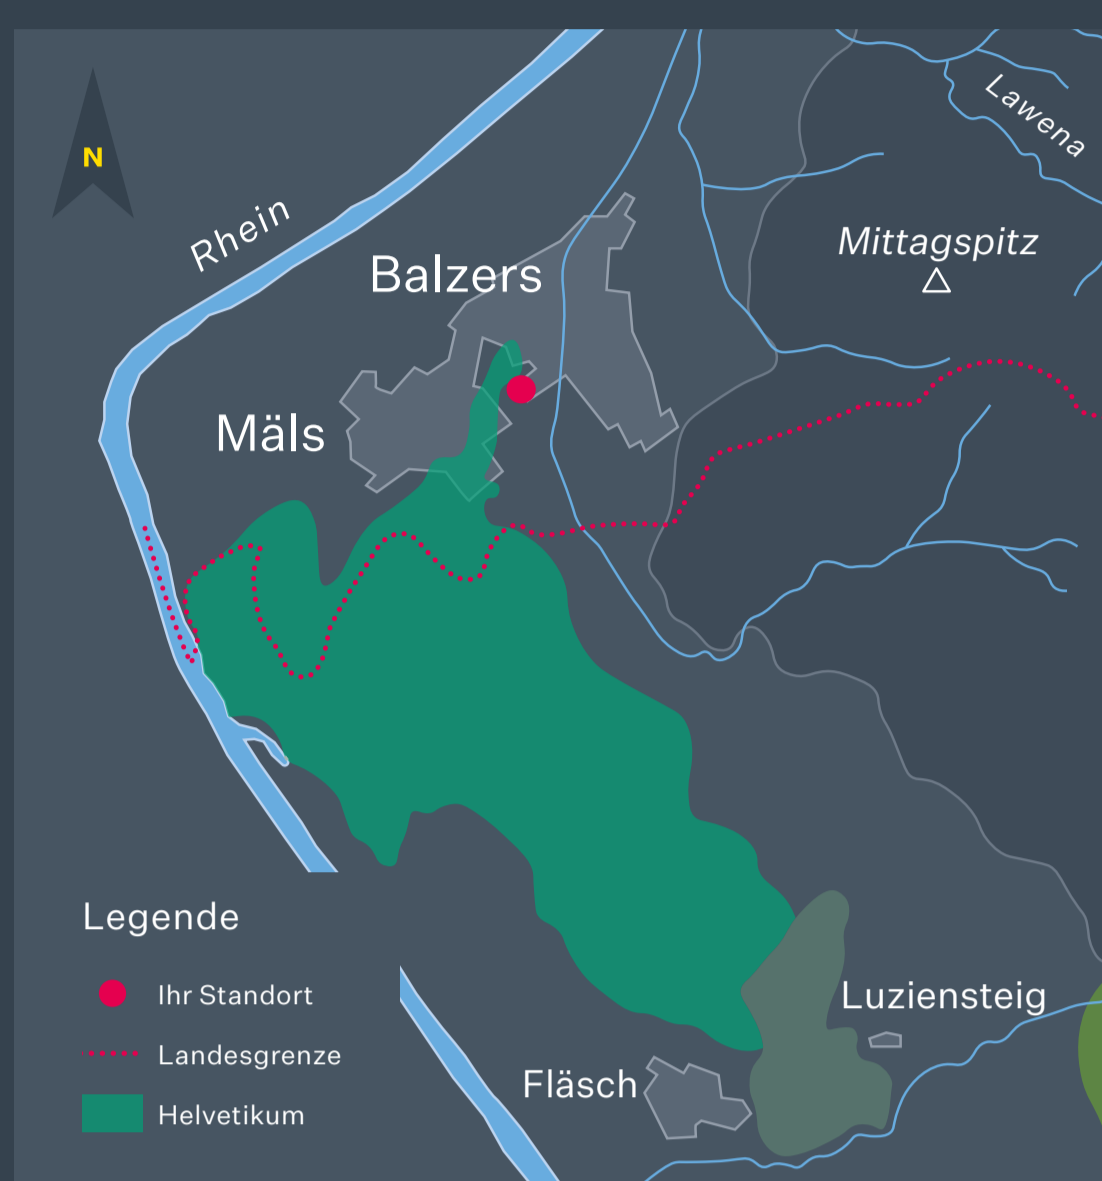 Lawena
N
Rhein
Mittagspitz
Balzers
Mäls
Legende
Ihr Standort
Luziensteig
Landesgrenze
Fläsch
Helvetikum